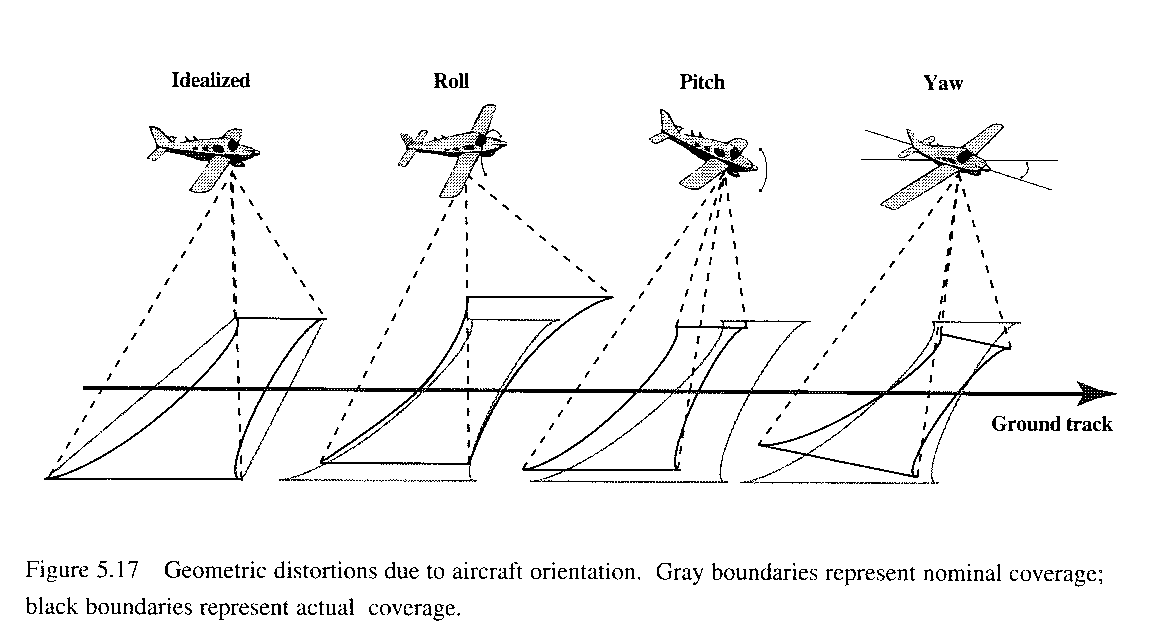 Idealized Roll Pitch Yaw
Ground track
Figure 5.17 Geometric distortions due to aircraft orientation. Gray boundaries represent nominal coverage;
black boundaries represent actual coverage.